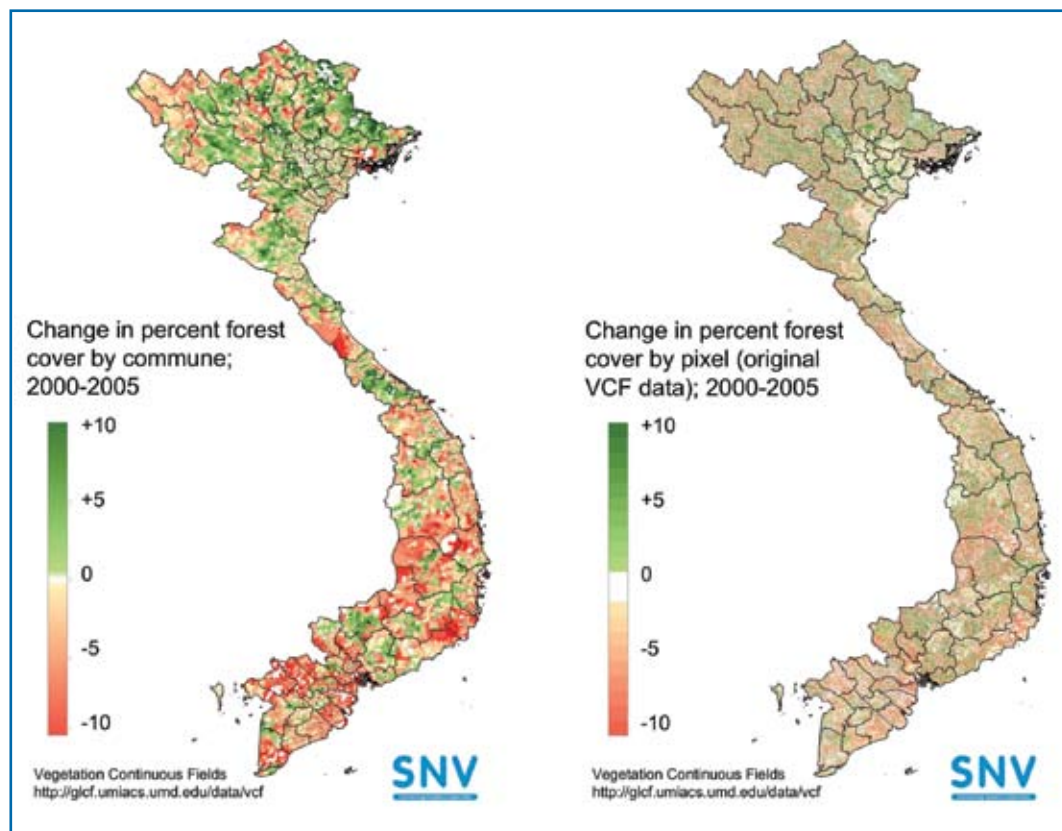 Change in percent forest
cover by commune;
2000-2005
+10
+5
0
-5
-10
Vegetation Continuous Fields
http://glcf.umiacs.umd.edu/data/vcf
SNV
Change in percent forest
cover by pixel (original
VCF data); 2000-2005
+10
+5
0
-5
-10
Vegetation Continuous Fields
http://glcf.umiacs.umd.edu/data/vcf
SNV